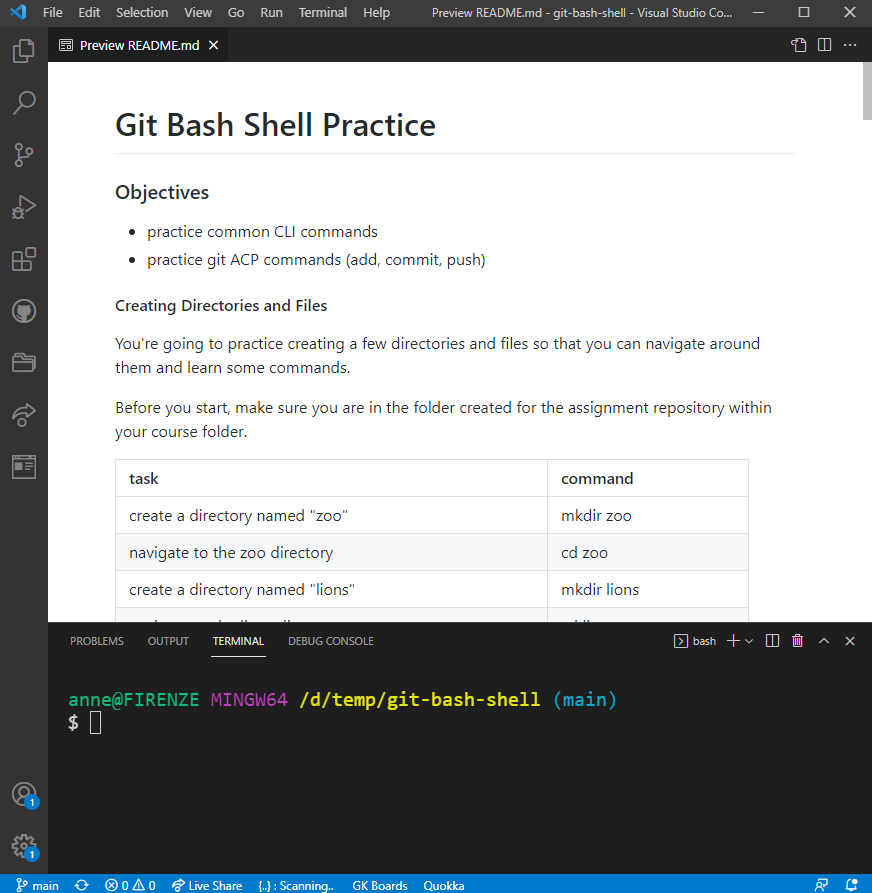 File Edit Selection View Go Run Terminal Help Preview README.md - git-bash-shell - Visual Studio Co...
Preview README.md
Git Bash Shell Practice
Objectives
practice common CLI commands
practice git ACP commands (add, commit, push)
Creating Directories and Files
You're going to practice creating a few directories and files so that you can navigate around
them and learn some commands.
Before you start, make sure you are in the folder created for the assignment repository within
your course folder.
task command
create a directory named "zoo" mkdir zoo
navigate to the zoo directory cd zoo
create a directory named "lions" mkdir lions
PROBLEMS OUTPUT TERMINAL DEBUG CONSOLE bash
anne@FIRENZE MINGW64 /d/temp/git-bash-shell (main)
$
1
1
main 0 0 Live Share {..} : Scanning.. GK Boards Quokka